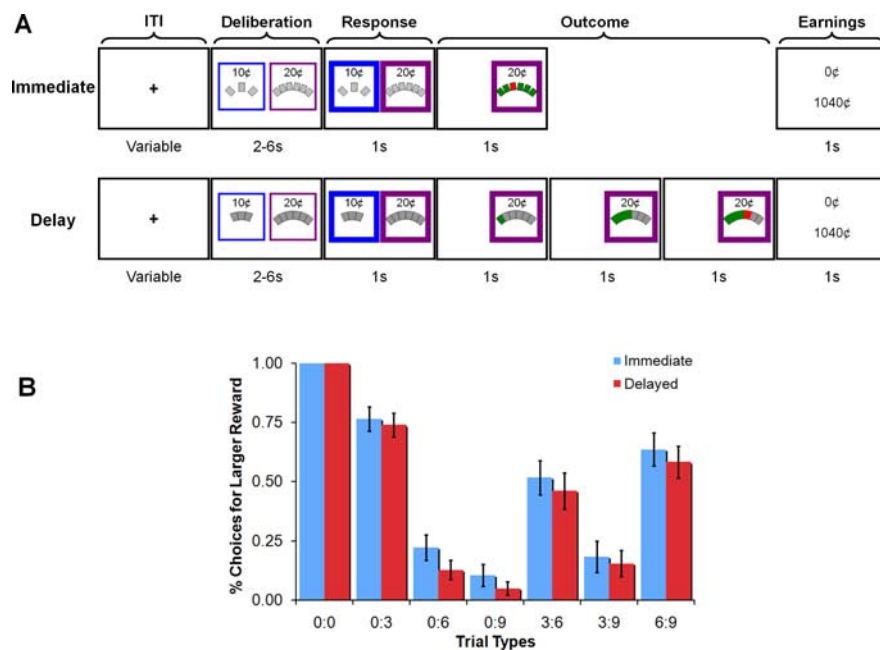 A
ITI Deliberation Response Outcome Earnings
Immediate
+
10¢ 20¢
10¢ 20¢
20¢
0¢
1040¢
Variable 2-6s 1s 1s 1s
Delay
+
10¢ 20¢
10¢ 20¢
20¢ 20¢ 20¢
0¢
1040¢
Variable 2-6s 1s 1s 1s 1s 1s
B
Immediate
Delayed
% Choices for Larger Reward
1.00
0.75
0.50
0.25
0.00
0:0 0:3 0:6 0:9 3:6 3:9 6:9
Trial Types